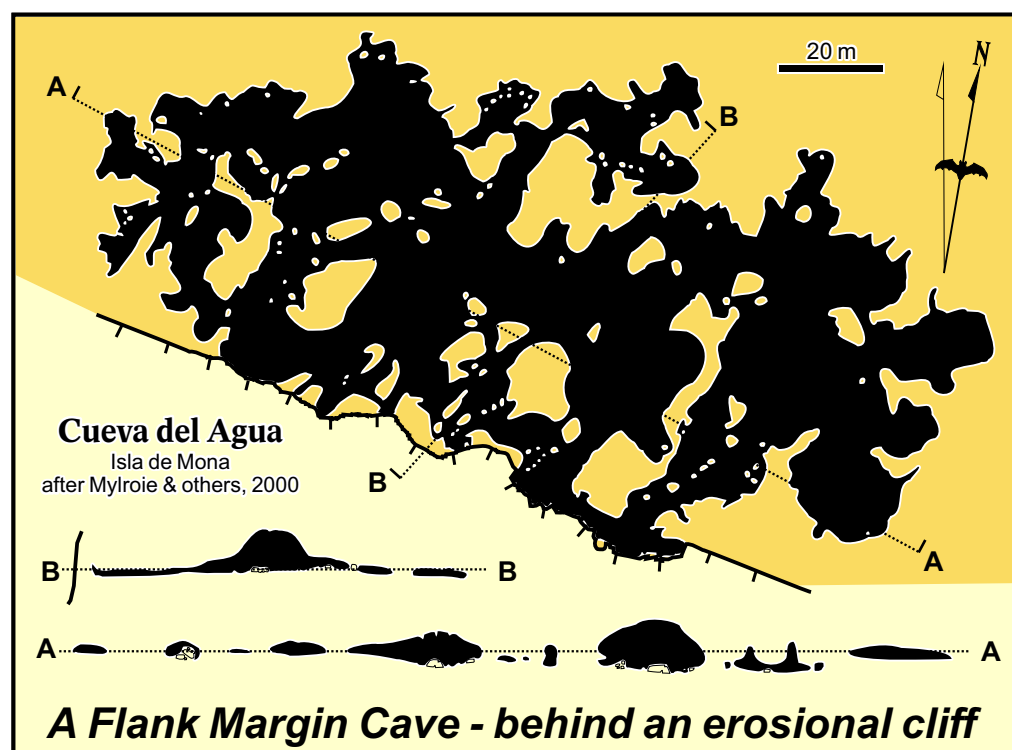 A
20 m
N
B
Cueva del Agua
Isla de Mona
after Mylroie & others, 2000
B
A
B
B
A
A
A Flank Margin Cave - behind an erosional cliff